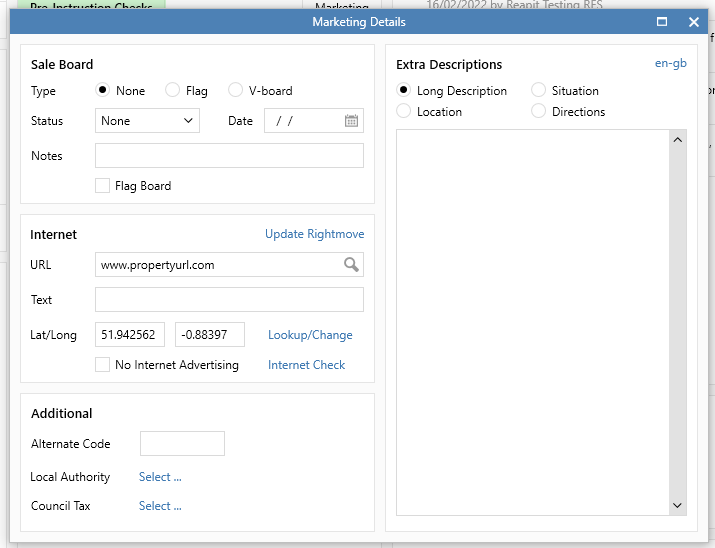 Pre-Instruction Checks
Marketing
16/02/2022 by Reapit Testing RES
Marketing Details
Sale Board
Type None Flag V-board
Status None Date / /
Notes
Flag Board
Internet Update Rightmove
URL www.propertyurl.com
Text
Lat/Long 51.942562 -0.88397 Lookup/Change
No Internet Advertising Internet Check
Additional
Alternate Code
Local Authority Select ...
Council Tax Select ...
Extra Descriptions en-gb
Long Description Situation
Location Directions